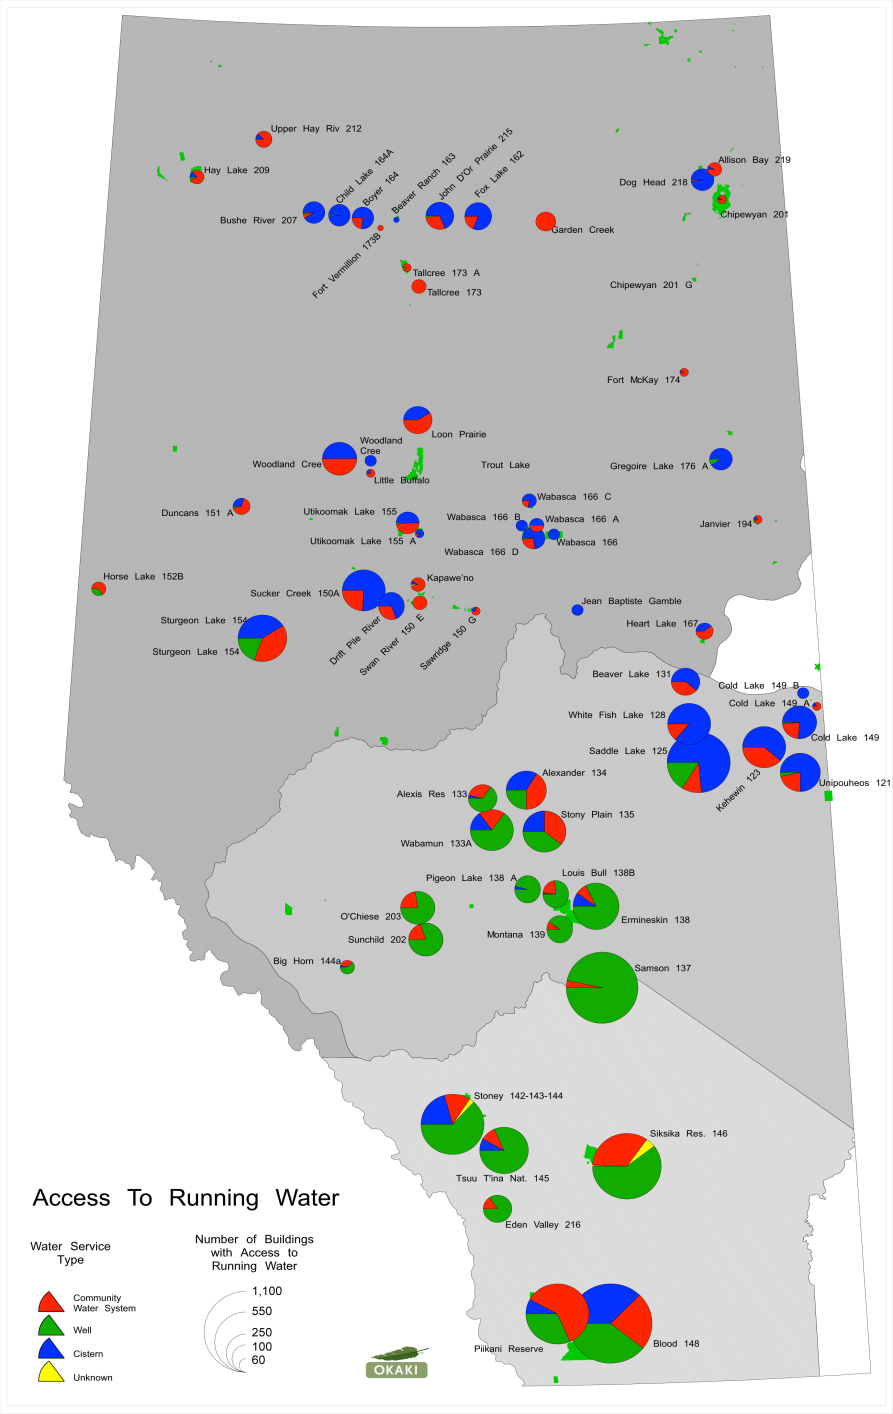 Upper Hay Riv 212
Hay Lake 209
Bushe River 207
Child Lake 164A
Boyer 164
Fort Vermillion 173B
Beaver Ranch 163
John D'Or Prairie 215
Fox Lake 162
Garden Creek
Allison Bay 219
Dog Head 218
Chipewyan 201
Tallcree 173 A
Tallcree 173
Chipewyan 201 G
Fort McKay 174
Loon Prairie
Woodland
Cree
Woodland Cree
Little Buffalo
Trout Lake
Gregoire Lake 176 A
Duncans 151 A
Utikoomak Lake 155
Utikoomak Lake 155 A
Wabasca 166 C
Wabasca 166 B
Wabasca 166 A
Wabasca 166
Wabasca 166 D
Janvier 194
Horse Lake 152B
Sucker Creek 150A
Kapawe'no
Drift Pile River
Swan River 150 E
Sawridge 150 G
Jean Baptiste Gamble
Heart Lake 167
Sturgeon Lake 154
Sturgeon Lake 154
Beaver Lake 131
Cold Lake 149 B
Cold Lake 149 A
White Fish Lake 128
Cold Lake 149
Saddle Lake 125
Kehewin 123
Unipouheos 121
Alexis Res 133
Alexander 134
Stony Plain 135
Wabamun 133A
Pigeon Lake 138 A
Louis Bull 138B
O'Chiese 203
Ermineskin 138
Sunchild 202
Montana 139
Big Horn 144a
Samson 137
Stoney 142-143-144
Siksika Res. 146
Tsuu T'ina Nat. 145
Eden Valley 216
Piikani Reserve
Blood 148
Access To Running Water
Water Service
Type
Community
Water System
Well
Cistern
Unknown
Number of Buildings
with Access to
Running Water
1,100
550
250
100
60
OKAKI